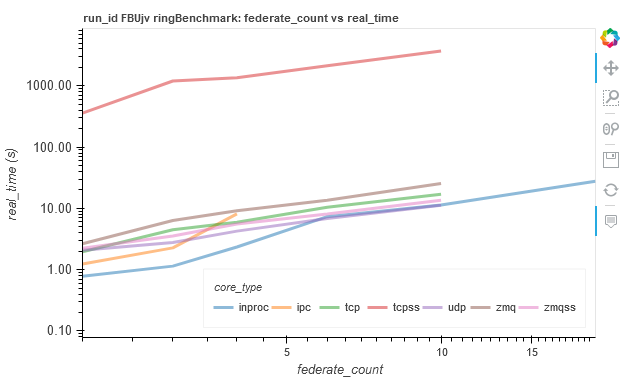 run_id FBUjv ringBenchmark: federate_count vs real_time
real_time (s)
1000.00
100.00
10.00
1.00
0.10
core_type
inproc ipc tcp tcpss udp zmq zmqss
5 10 15
federate_count